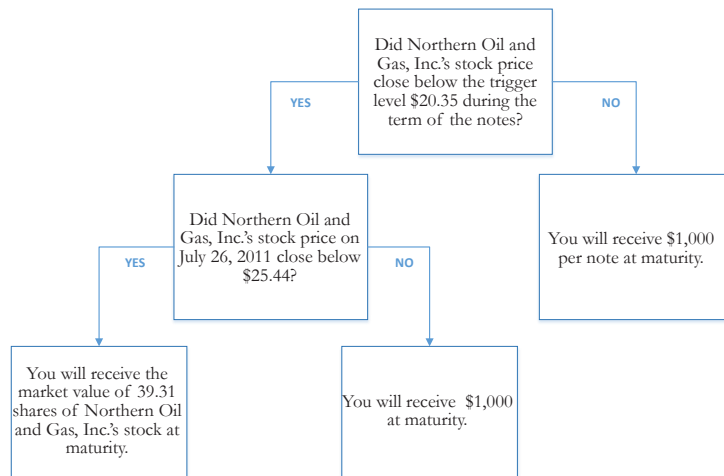 Did Northern Oil and
Gas, Inc.'s stock price
close below the trigger
level $20.35 during the
term of the notes?
YES
NO
Did Northern Oil and
Gas, Inc.'s stock price on
July 26, 2011 close below
$25.44?
You will receive $1,000
per note at maturity.
YES
NO
You will receive the
market value of 39.31
shares of Northern Oil
and Gas, Inc.'s stock at
maturity.
You will receive $1,000
at maturity.